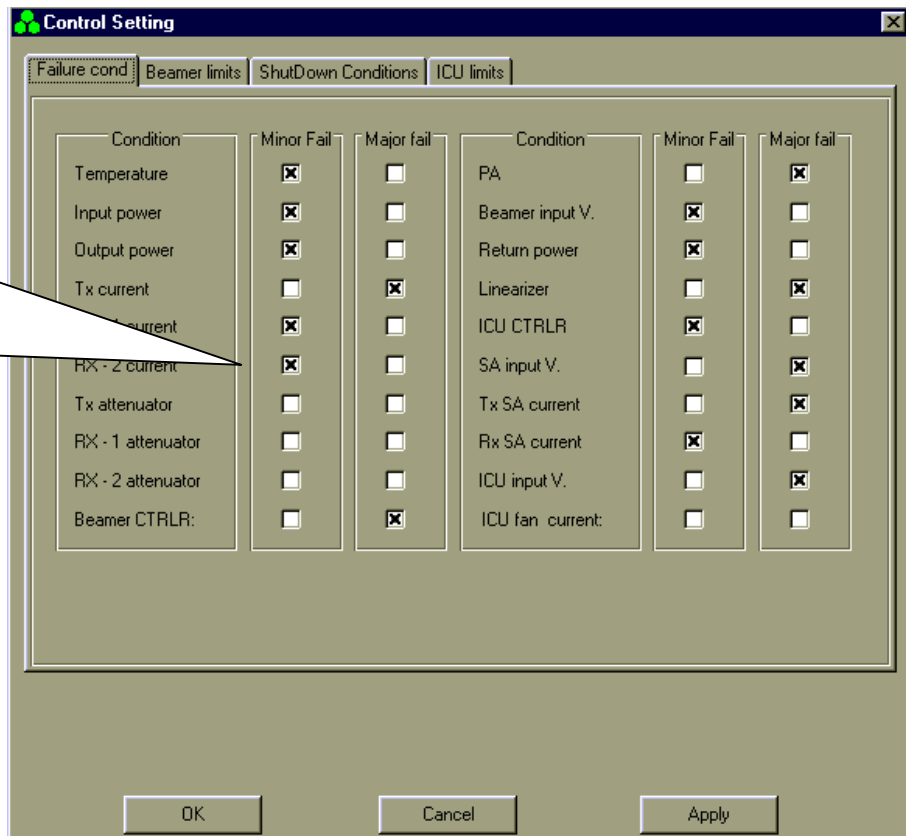 Control Setting
Failure cond Beamer limits ShutDown Conditions ICU limits
Condition Minor Fail Major fail Condition Minor Fail Major fail
Temperature PA
Input power Beamer input V.
Output power Return power
Tx current Linearizer
current ICU CTRLR
RX - 2 current SA input V.
Tx attenuator Tx SA current
RX - 1 attenuator Rx SA current
RX - 2 attenuator ICU input V.
Beamer CTRLR: ICU fan current:
OK Cancel Apply